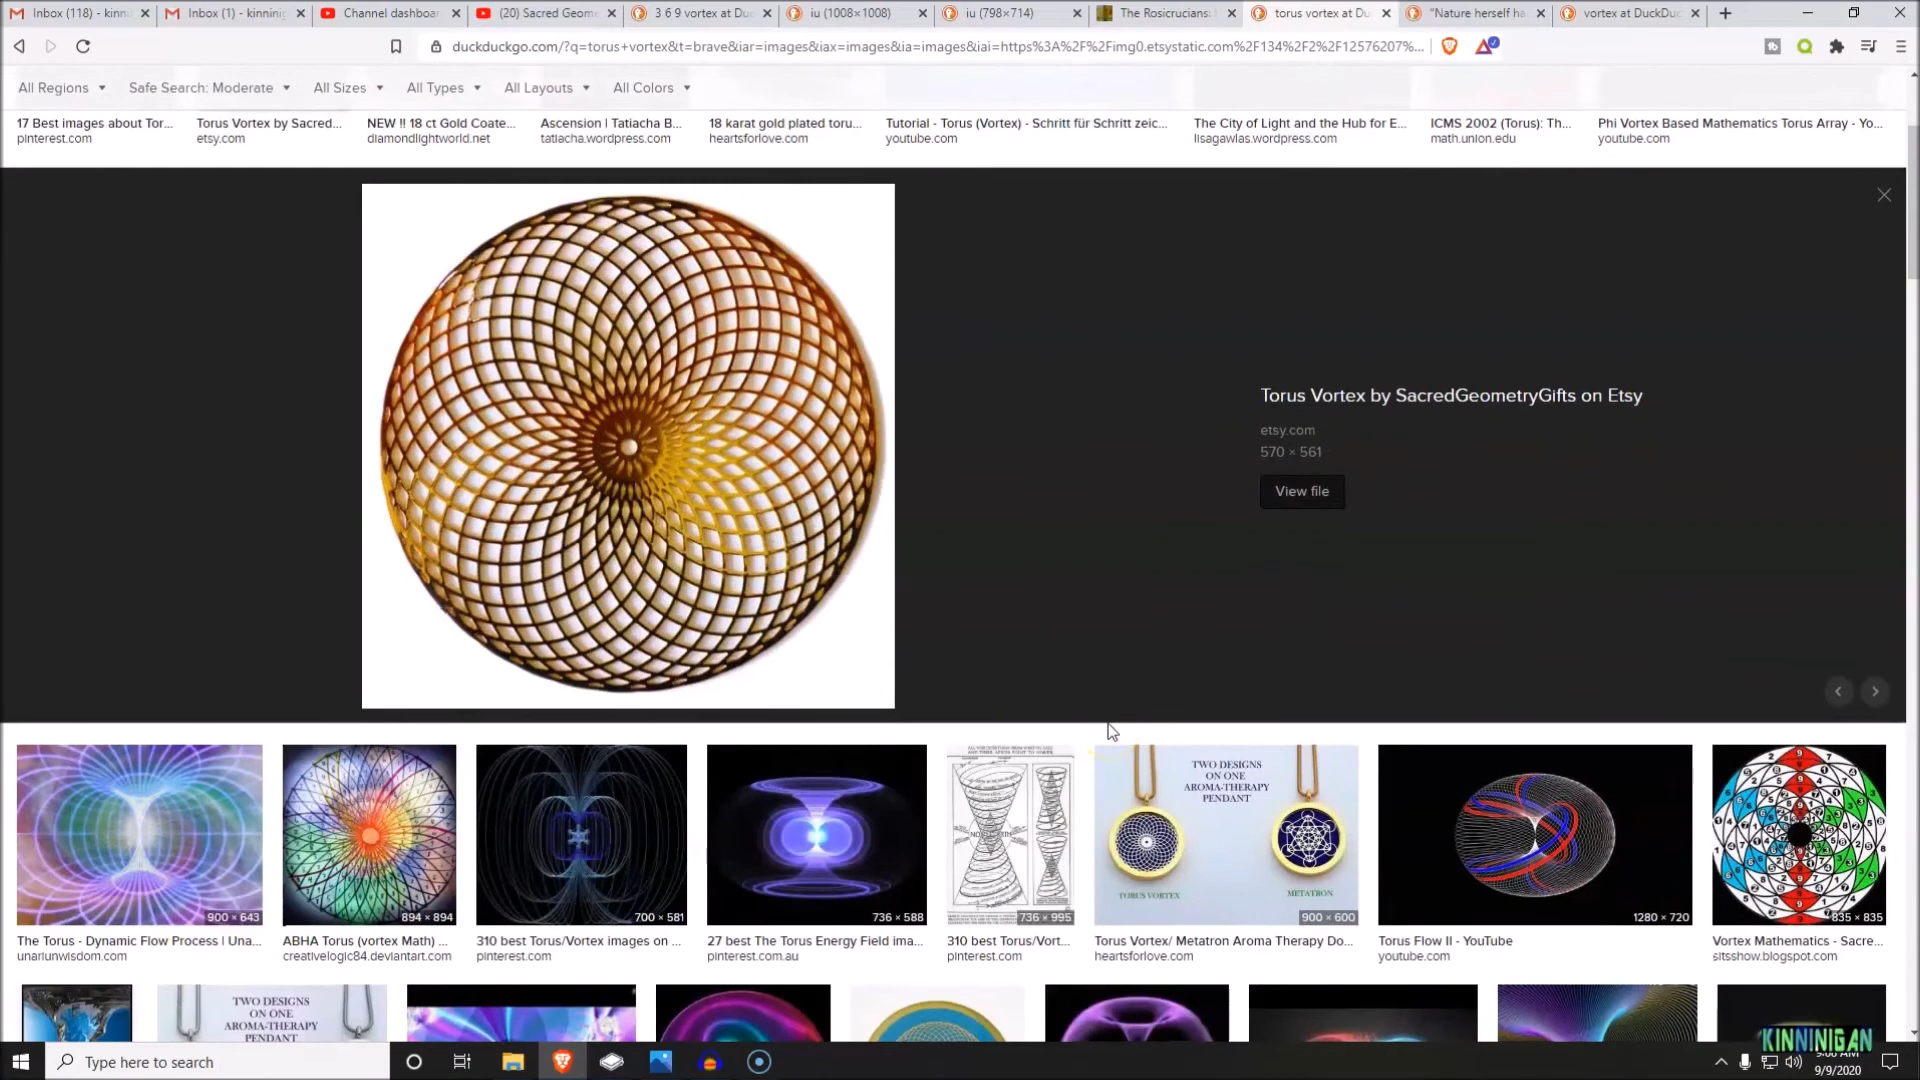 Inbox (118) - kinni
Inbox (1) - kinninig
Channel dashboar
(20) Sacred Geom
3 6 9 vortex at Du
iu (1008×1008)
iu (798×714)
The Rosicrucians:
torus vortex at Du
"Nature herself ha
vortex at DuckDuc
duckduckgo.com/?q=torus+vortex&t=brave&iar=images&iax=images&ia=images&iai=https%3A%2F%2Fimg0.etsystatic.com%2F134%2F2%2F12576207%...
All Regions
Safe Search: Moderate
All Sizes
All Types
All Layouts
All Colors
17 Best images about Tor...
pinterest.com
Torus Vortex by Sacred...
etsy.com
NEW !! 18 ct Gold Coate...
diamondlightworld.net
Ascension | Tatiacha B...
tatiacha.wordpress.com
18 karat gold plated toru...
heartsforlove.com
Tutorial - Torus (Vortex) - Schritt für Schritt zeic...
youtube.com
The City of Light and the Hub for E...
lisagawlas.wordpress.com
ICMS 2002 (Torus): Th...
math.union.edu
Phi Vortex Based Mathematics Torus Array - Yo...
youtube.com
Torus Vortex by SacredGeometryGifts on Etsy
etsy.com
570 × 561
View file
900 × 643
The Torus - Dynamic Flow Process | Una...
unariunwisdom.com
894 × 894
ABHA Torus (vortex Math) ...
creativelogic84.deviantart.com
700 × 581
310 best Torus/Vortex images on ...
pinterest.com
736 × 588
27 best The Torus Energy Field ima...
pinterest.com.au
736 × 995
310 best Torus/Vort...
pinterest.com
TWO DESIGNS
ON ONE
AROMA-THERAPY
PENDANT
TORUS VORTEX
METATRON
900 × 600
Torus Vortex/ Metatron Aroma Therapy Do...
heartsforlove.com
1280 × 720
Torus Flow II - YouTube
youtube.com
835 × 835
Vortex Mathematics - Sacre...
sitsshow.blogspot.com
TWO DESIGNS
ON ONE
AROMA-THERAPY
PENDANT
KINNINIGAN
Type here to search
9/9/2020